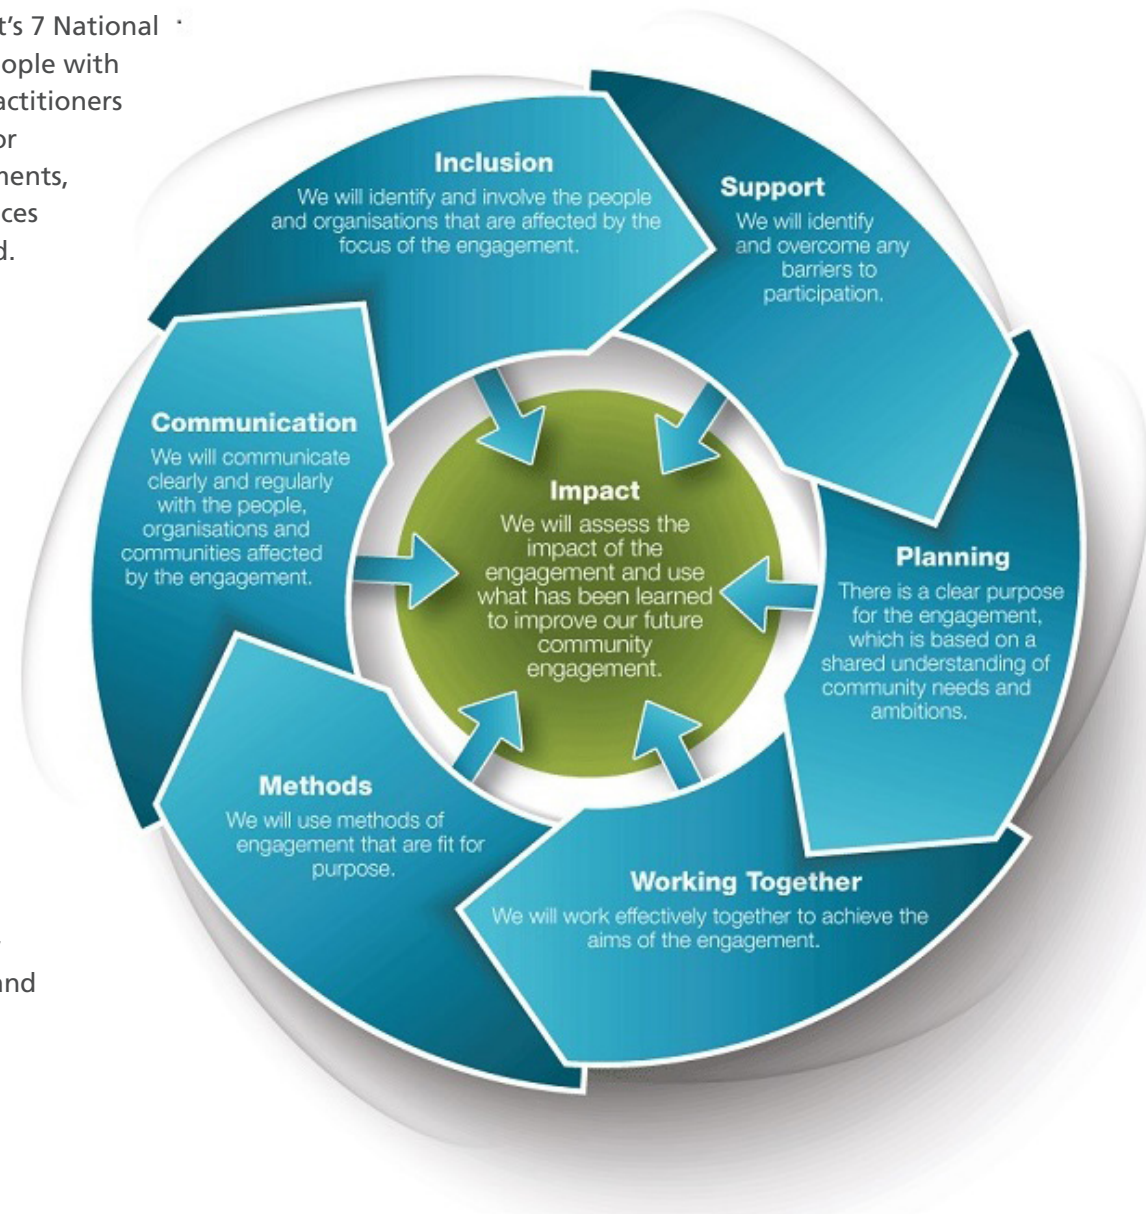 t's 7 National
ople with
actitioners
or
nents,
ces
d.
Inclusion
We will identify and involve the people
and organisations that are affected by the
focus of the engagement.
Support
We will identify
and overcome any
barriers to
participation.
Planning
There is a clear purpose
for the engagement,
which is based on a
shared understanding of
community needs and
ambitions.
Working Together
We will work effectively together to achieve the
aims of the engagement.
Methods
We will use methods of
engagement that are fit for
purpose.
Communication
We will communicate
clearly and regularly
with the people,
organisations and
communities affected
by the engagement.
Impact
We will assess the
impact of the
engagement and use
what has been learned
to improve our future
community
engagement.
and